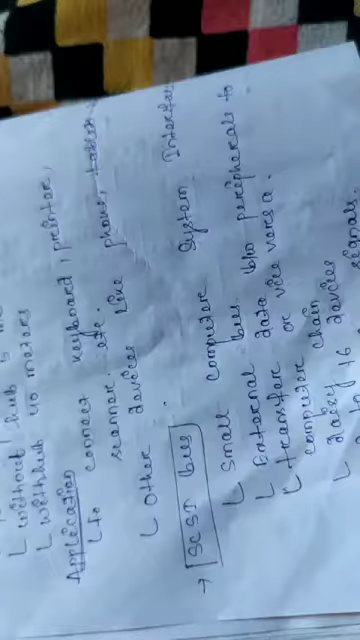 L without hub 5 me
L with hub 40 meters
Application
L to connect keyboard, printer,
scanner etc.
L Other devices like phone, tablet
→ SCSI bus
L Small computer System Interface
L External bus. b/w peripherals to
L transfer data or vice versa.
computer
L daisy chain
16 devices
signals.